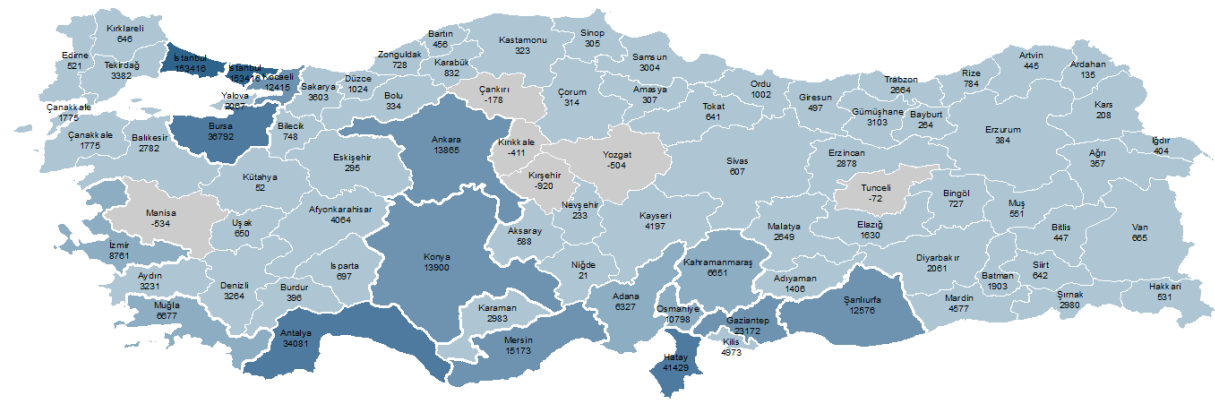 Kırklareli
646
Edirne
521
Tekirdağ
3382
İstanbul
153416
İstanbul
153416
Kocaeli
12415
Yalova
2067
Sakarya
3603
Düzce
1024
Zonguldak
728
Bartın
456
Karabük
832
Kastamonu
323
Sinop
305
Samsun
3004
Çankırı
-178
Çorum
314
Amasya
307
Bolu
334
Tokat
641
Ordu
1002
Giresun
497
Trabzon
2664
Gümüşhane
3103
Bayburt
264
Rize
784
Artvin
445
Ardahan
135
Kars
208
Iğdır
404
Ağrı
357
Erzurum
384
Erzincan
2878
Çanakkale
1775
Çanakkale
1775
Balıkesir
2782
Bursa
36792
Bilecik
748
Eskişehir
295
Ankara
13865
Kırıkkale
-411
Kırşehir
-920
Yozgat
-504
Sivas
607
Tunceli
-72
Bingöl
727
Muş
551
Bitlis
447
Van
665
Kütahya
52
Manisa
-534
Uşak
650
Afyonkarahisar
4064
İzmir
8761
Aydın
3231
Denizli
3264
Burdur
396
Isparta
697
Konya
13900
Aksaray
588
Nevşehir
233
Kayseri
4197
Niğde
21
Malatya
2649
Elazığ
1630
Diyarbakır
2061
Batman
1903
Siirt
642
Şırnak
2980
Hakkari
531
Mardin
4577
Muğla
6677
Antalya
34081
Karaman
2983
Mersin
15173
Adana
6327
Osmaniye
10798
Kahramanmaraş
6651
Adıyaman
1406
Gaziantep
23172
Şanlıurfa
12576
Kilis
4973
Hatay
41429